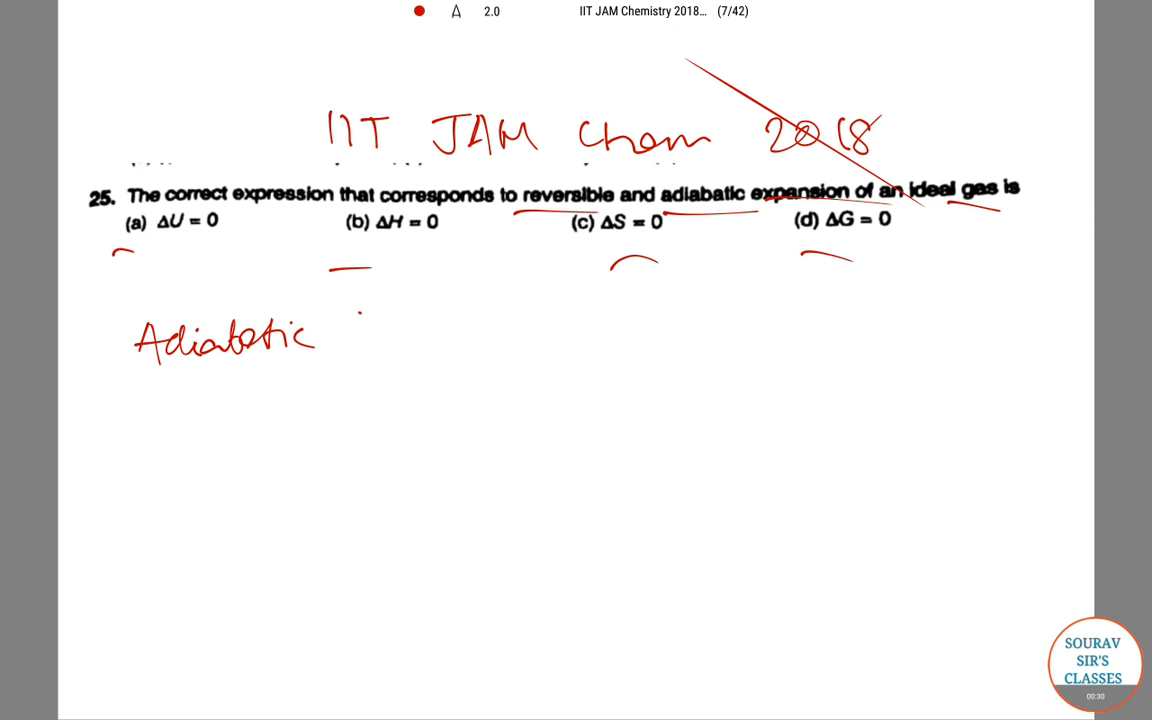 2.0 IIT JAM Chemistry 2018... (7/42)
IIT JAM Chem 2018
25. The correct expression that corresponds to reversible and adiabatic expansion of an ideal gas is
(a) ΔU = 0 (b) ΔH = 0 (c) ΔS = 0 (d) ΔG = 0
Adiabatic
SOURAV
SIR'S
CLASSES
00:30